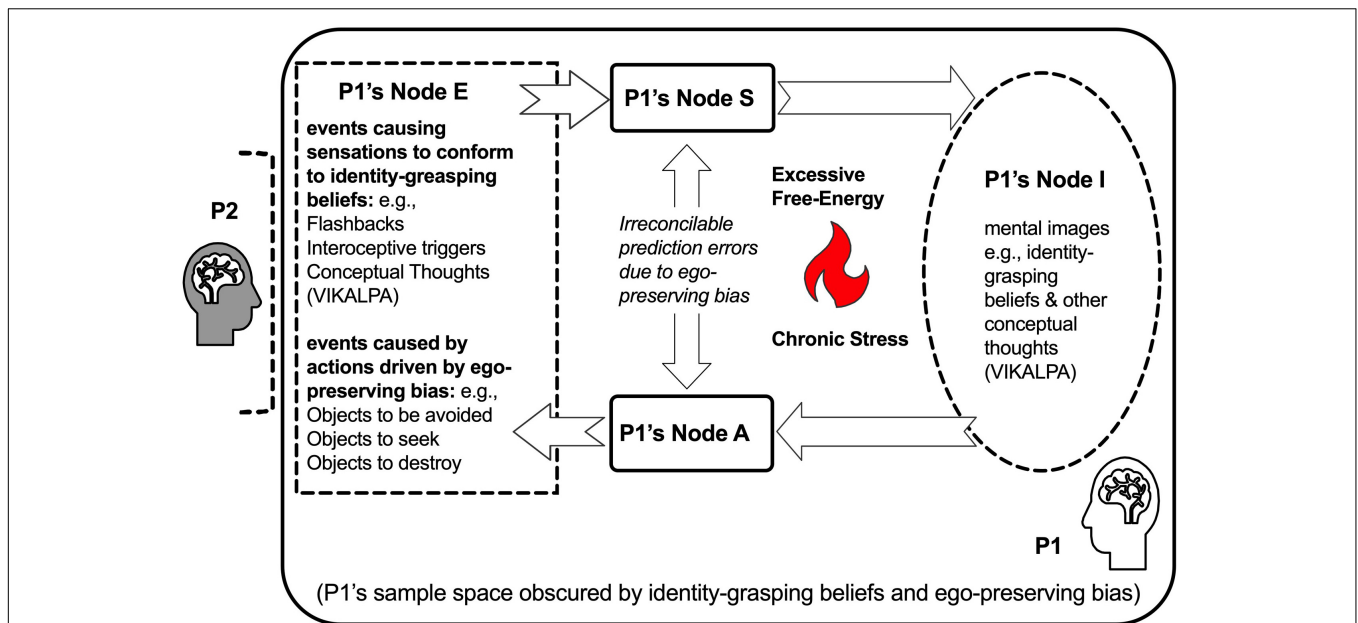 P1's Node E
events causing
sensations to conform
to identity-greasping
beliefs: e.g.,
Flashbacks
Interoceptive triggers
Conceptual Thoughts
(VIKALPA)
events caused by
actions driven by ego-
preserving bias: e.g.,
Objects to be avoided
Objects to seek
Objects to destroy
P2
P1's Node S
Irreconcilable
prediction errors
due to ego-
preserving bias
P1's Node A
Excessive
Free-Energy
Chronic Stress
P1's Node I
mental images
e.g., identity-
grasping
beliefs & other
conceptual
thoughts
(VIKALPA)
P1
(P1's sample space obscured by identity-grasping beliefs and ego-preserving bias)